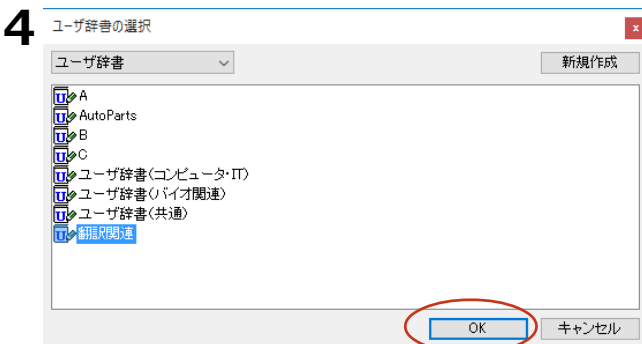 4
ユーザ辞書の選択
x
ユーザ辞書
新規作成
A
AutoParts
B
C
ユーザ辞書(コンピュータ・IT)
ユーザ辞書(バイオ関連)
ユーザ辞書(共通)
翻訳関連
OK
キャンセル